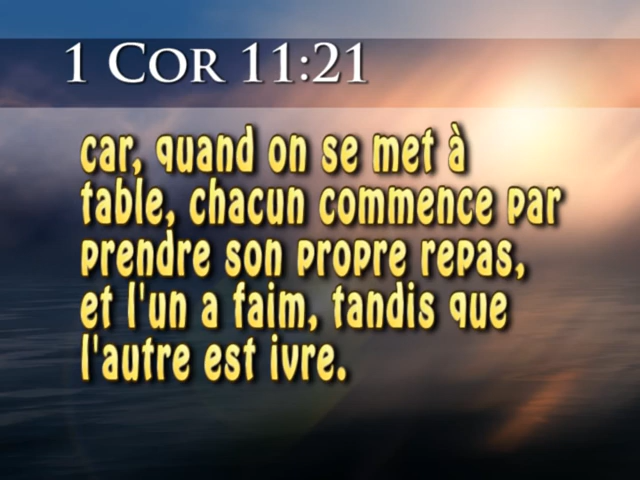 1 Cor 11:21
car, quand on se met à
table, chacun commence par
prendre son propre repas,
et l'un a faim, tandis que
l'autre est ivre.